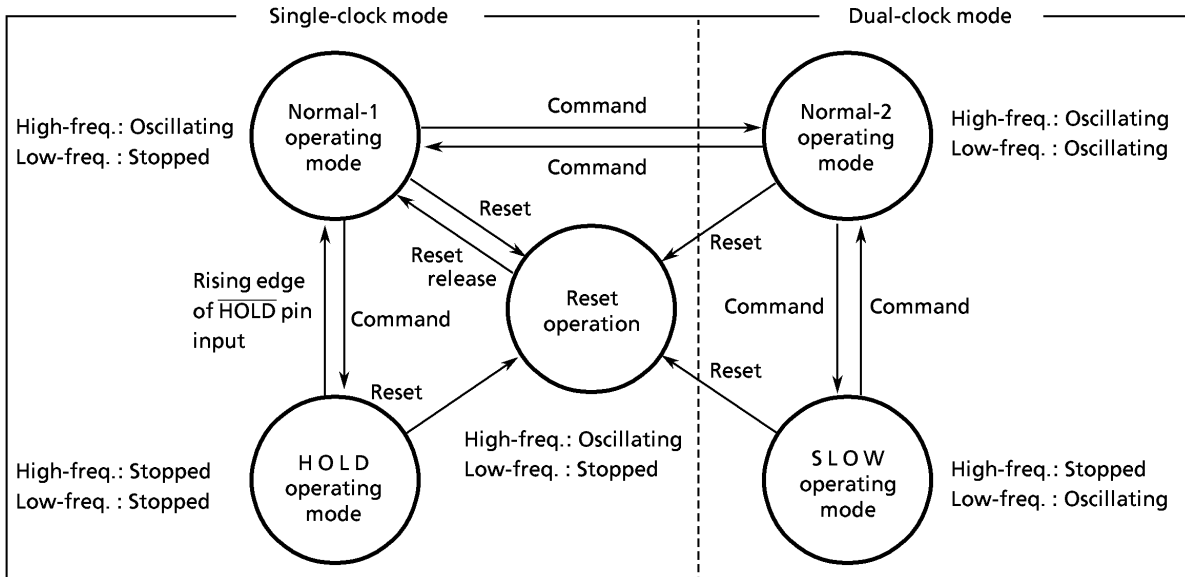 Single-clock mode
Dual-clock mode
Normal-1
operating
mode
High-freq.: Oscillating
Low-freq. : Stopped
Command
Command
Normal-2
operating
mode
High-freq.: Oscillating
Low-freq. : Oscillating
Reset
Reset
release
Reset
Rising edge
of HOLD pin
input
Command
Reset
operation
Command
Command
Reset
Reset
High-freq.: Oscillating
Low-freq. : Stopped
High-freq.: Stopped
Low-freq. : Stopped
H O L D
operating
mode
S L O W
operating
mode
High-freq.: Stopped
Low-freq. : Oscillating